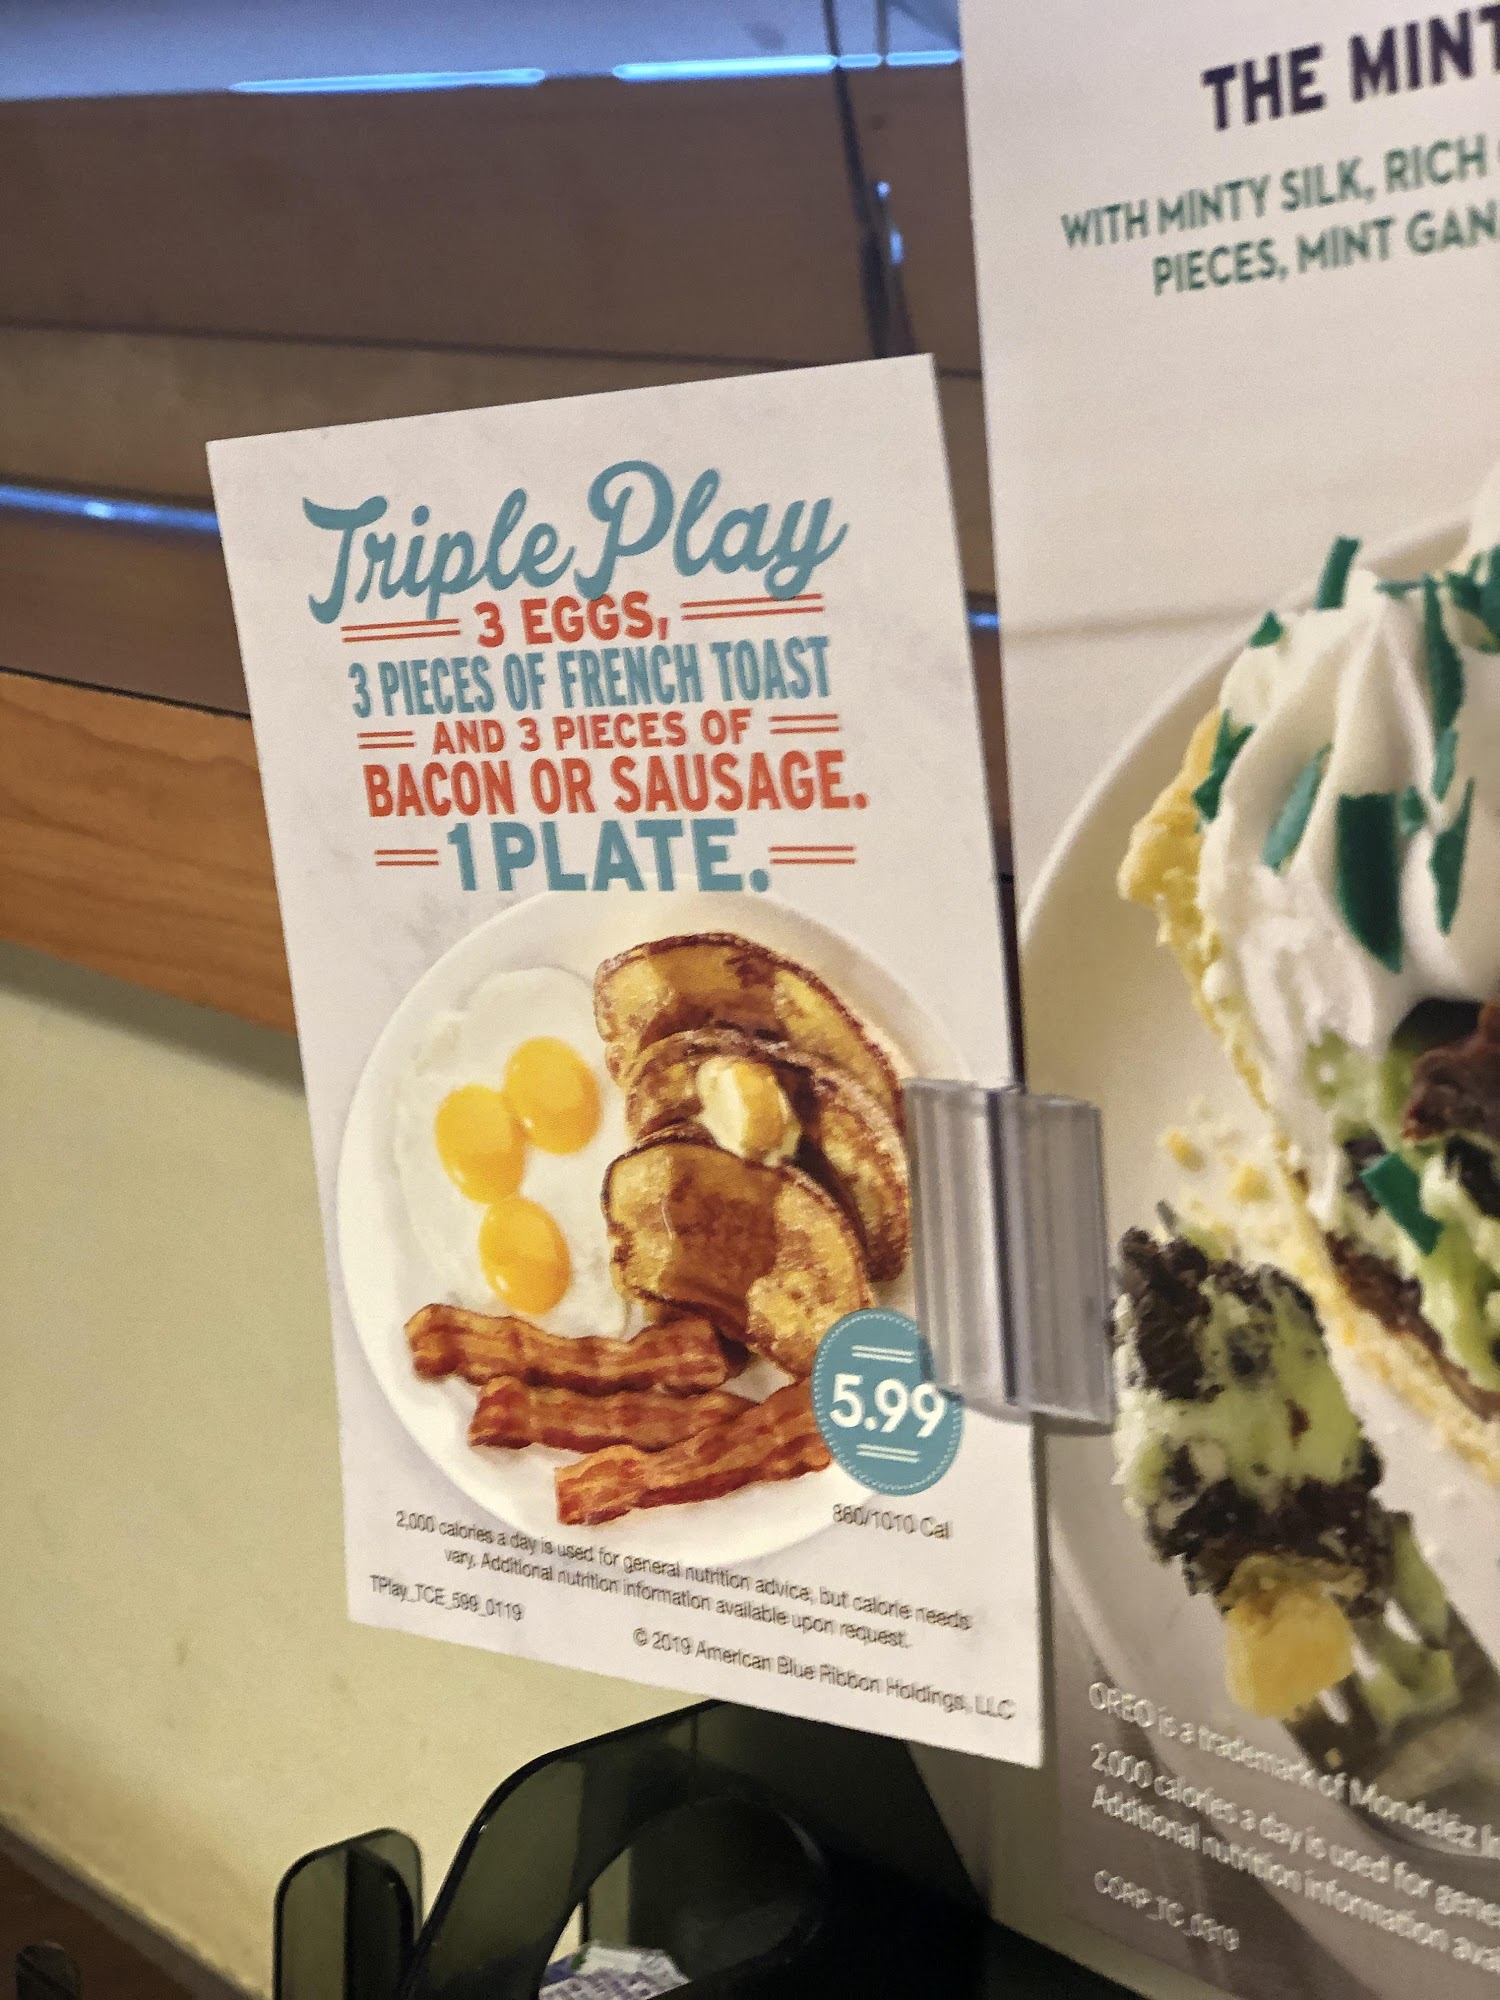 Triple Play
3 EGGS,
3 PIECES OF FRENCH TOAST
AND 3 PIECES OF
BACON OR SAUSAGE.
1 PLATE.
5.99
860/1010 Cal
2,000 calories a day is used for general nutrition advice, but calorie needs
vary. Additional nutrition information available upon request.
TPlay_TCE_599_0119
© 2019 American Blue Ribbon Holdings, LLC
THE MINT
WITH MINTY SILK, RICH
PIECES, MINT GAN
OREO is a trademark of Mondelēz
2,000 calories a day is used for gene
Additional nutrition information avai
CORP_TC_0319